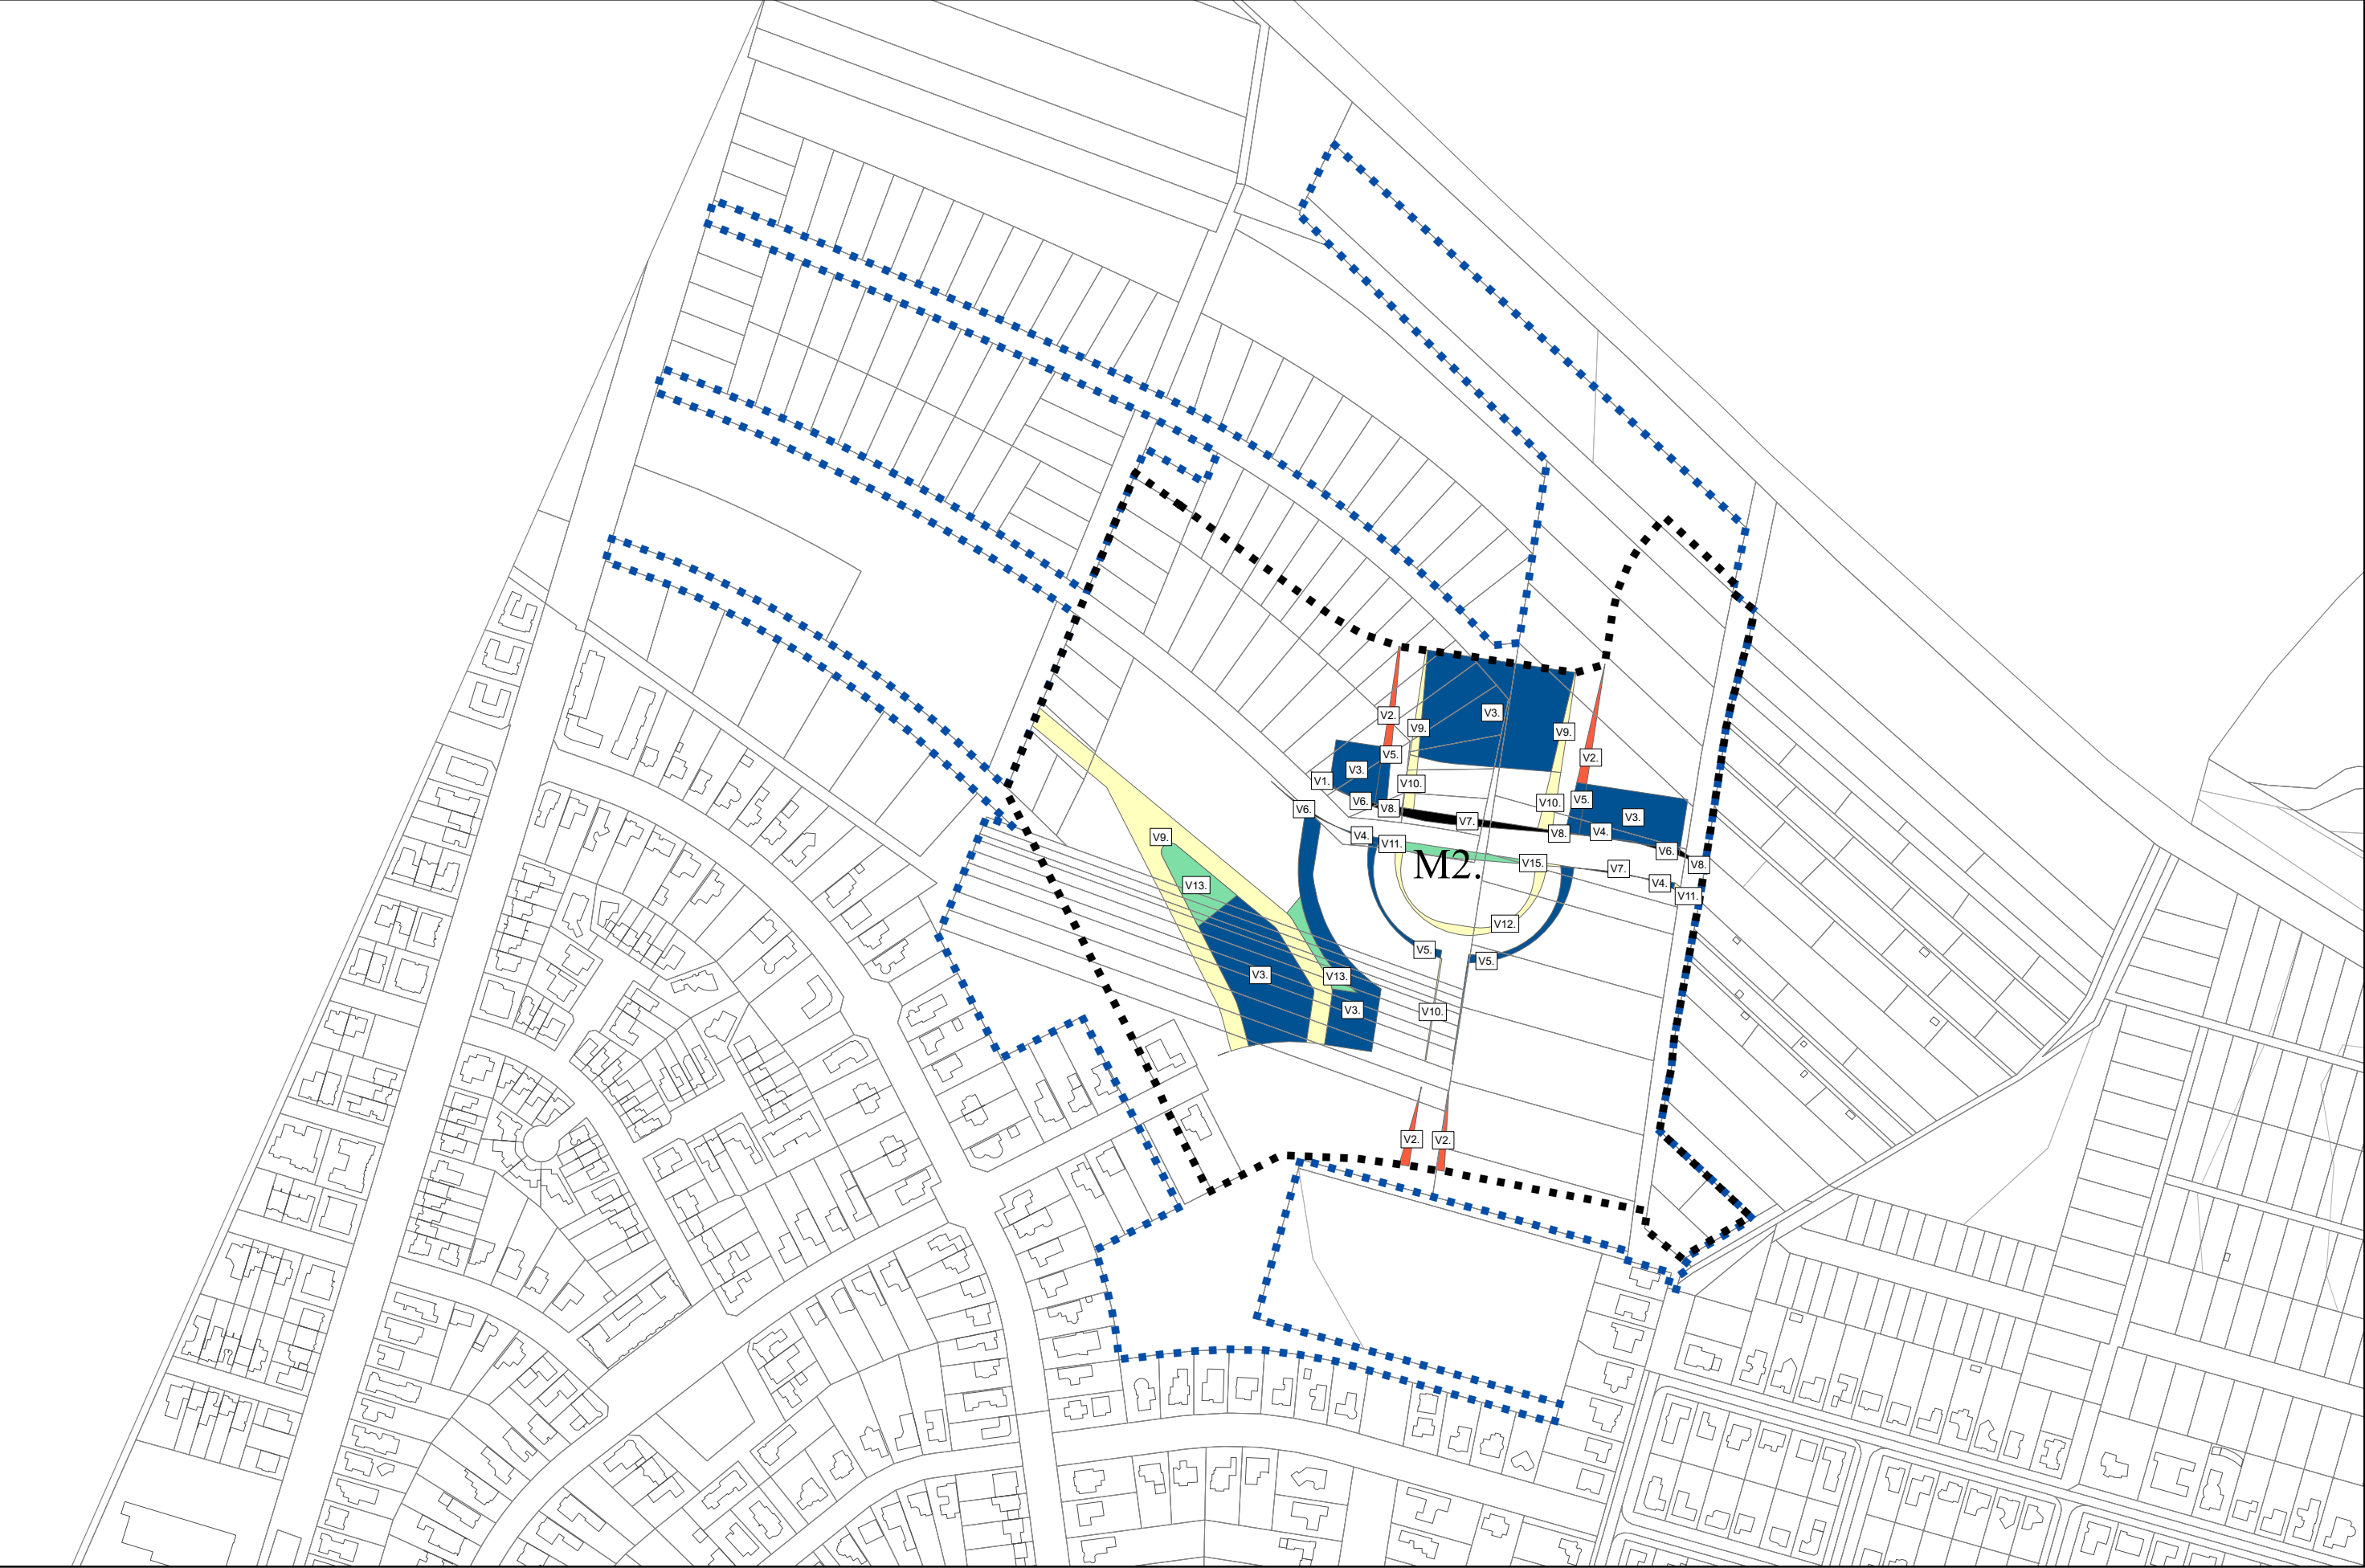 V2.
V3.
V9.
V9.
V5.
V2.
V3.
V1.
V10.
V6.
V8.
V10.
V5.
V6.
V3.
V7.
V4.
V8.
V4.
V9.
V11.
V6.
M2.
V15.
V8.
V7.
V13.
V4.
V11.
V12.
V5.
V5.
V3.
V13.
V3.
V10.
V2.
V2.